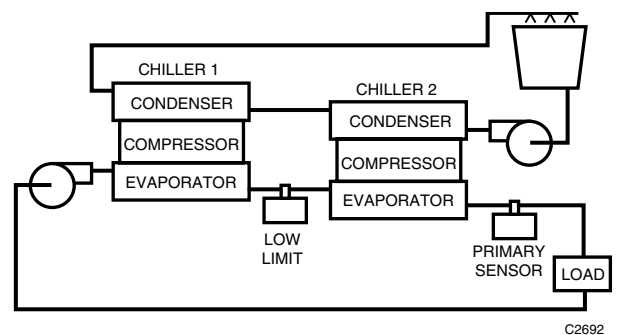 CHILLER 1
CONDENSER
COMPRESSOR
EVAPORATOR
CHILLER 2
CONDENSER
COMPRESSOR
EVAPORATOR
LOW
LIMIT
PRIMARY
SENSOR
LOAD
C2692